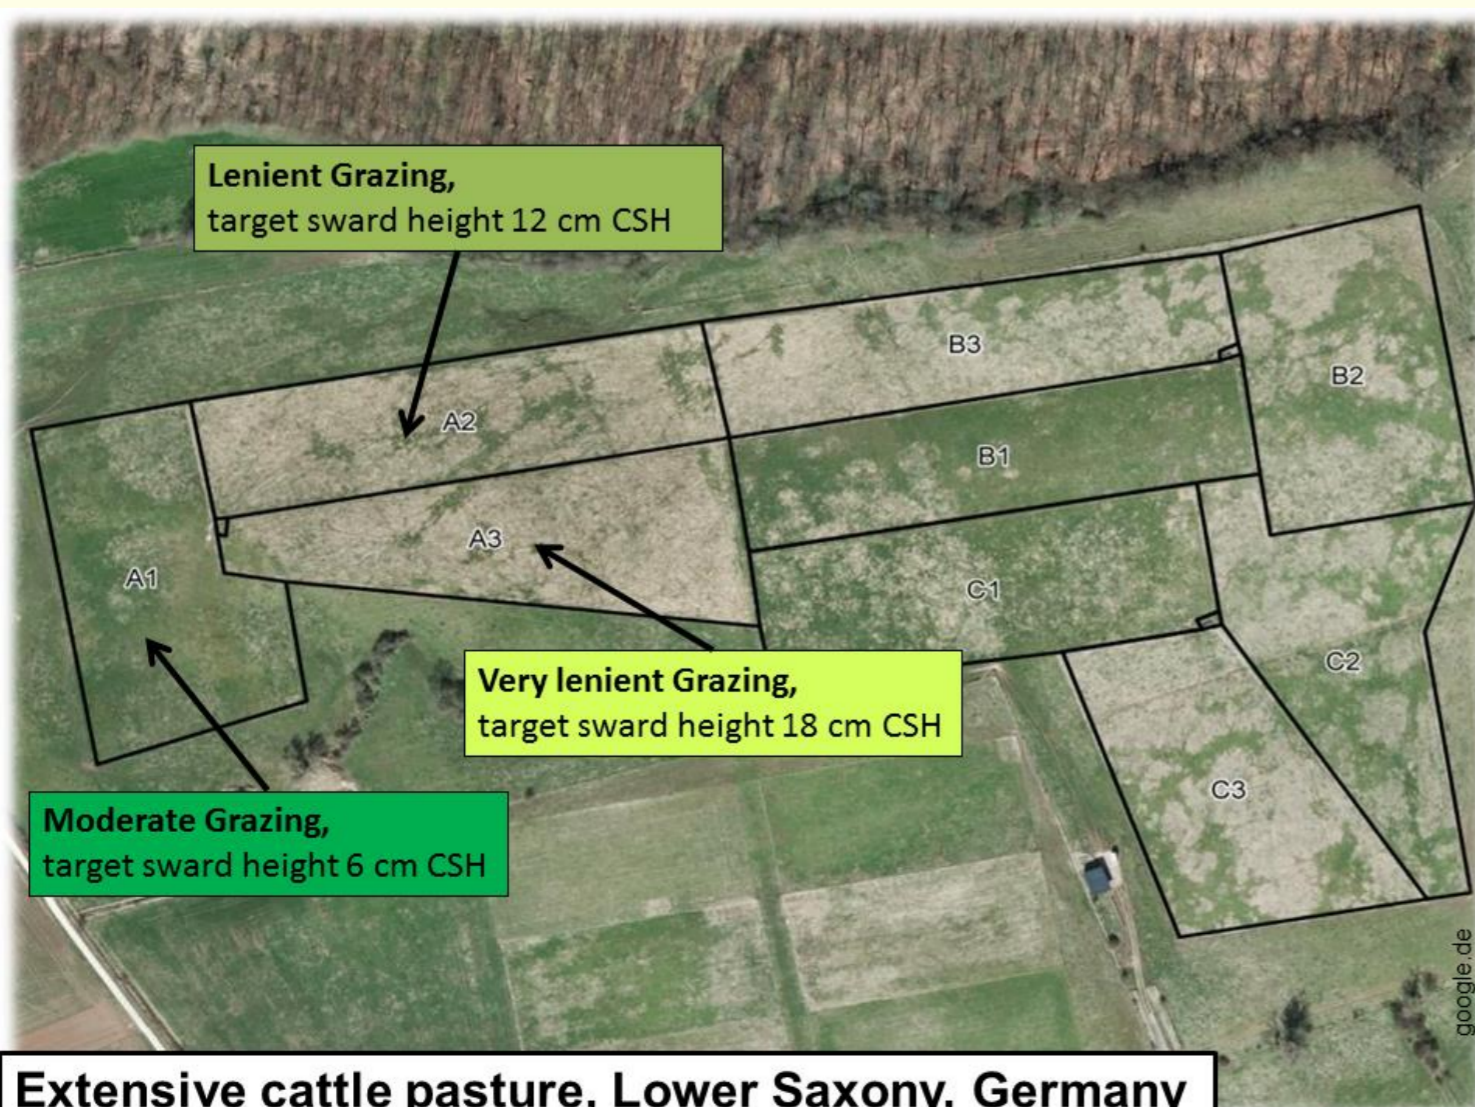 Lenient Grazing,
target sward height 12 cm CSH
B3
B2
A2
B1
A3
A1
C1
Very lenient Grazing,
target sward height 18 cm CSH
C2
C3
Moderate Grazing,
target sward height 6 cm CSH
google.de
Extensive cattle pasture, Lower Saxony, Germany